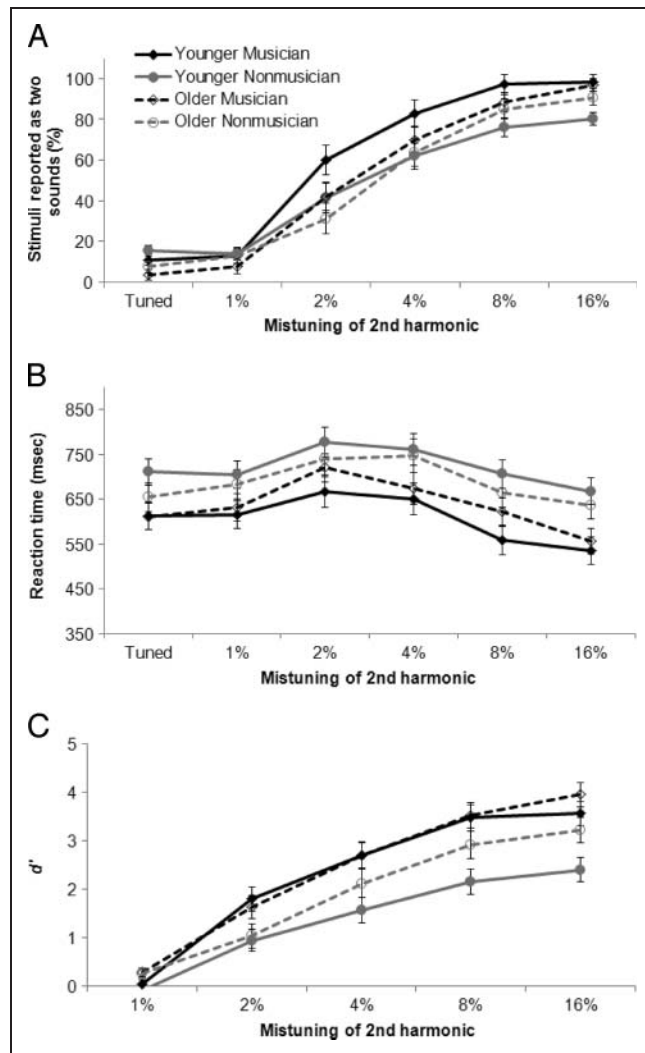 A
Younger Musician
Younger Nonmusician
Older Musician
Older Nonmusician
Stimuli reported as two
sounds (%)
100
80
60
40
20
0
Tuned 1% 2% 4% 8% 16%
Mistuning of 2nd harmonic
B
Reaction time (msec)
850
750
650
550
450
350
Tuned 1% 2% 4% 8% 16%
Mistuning of 2nd harmonic
C
d'
5
4
3
2
1
0
1% 2% 4% 8% 16%
Mistuning of 2nd harmonic